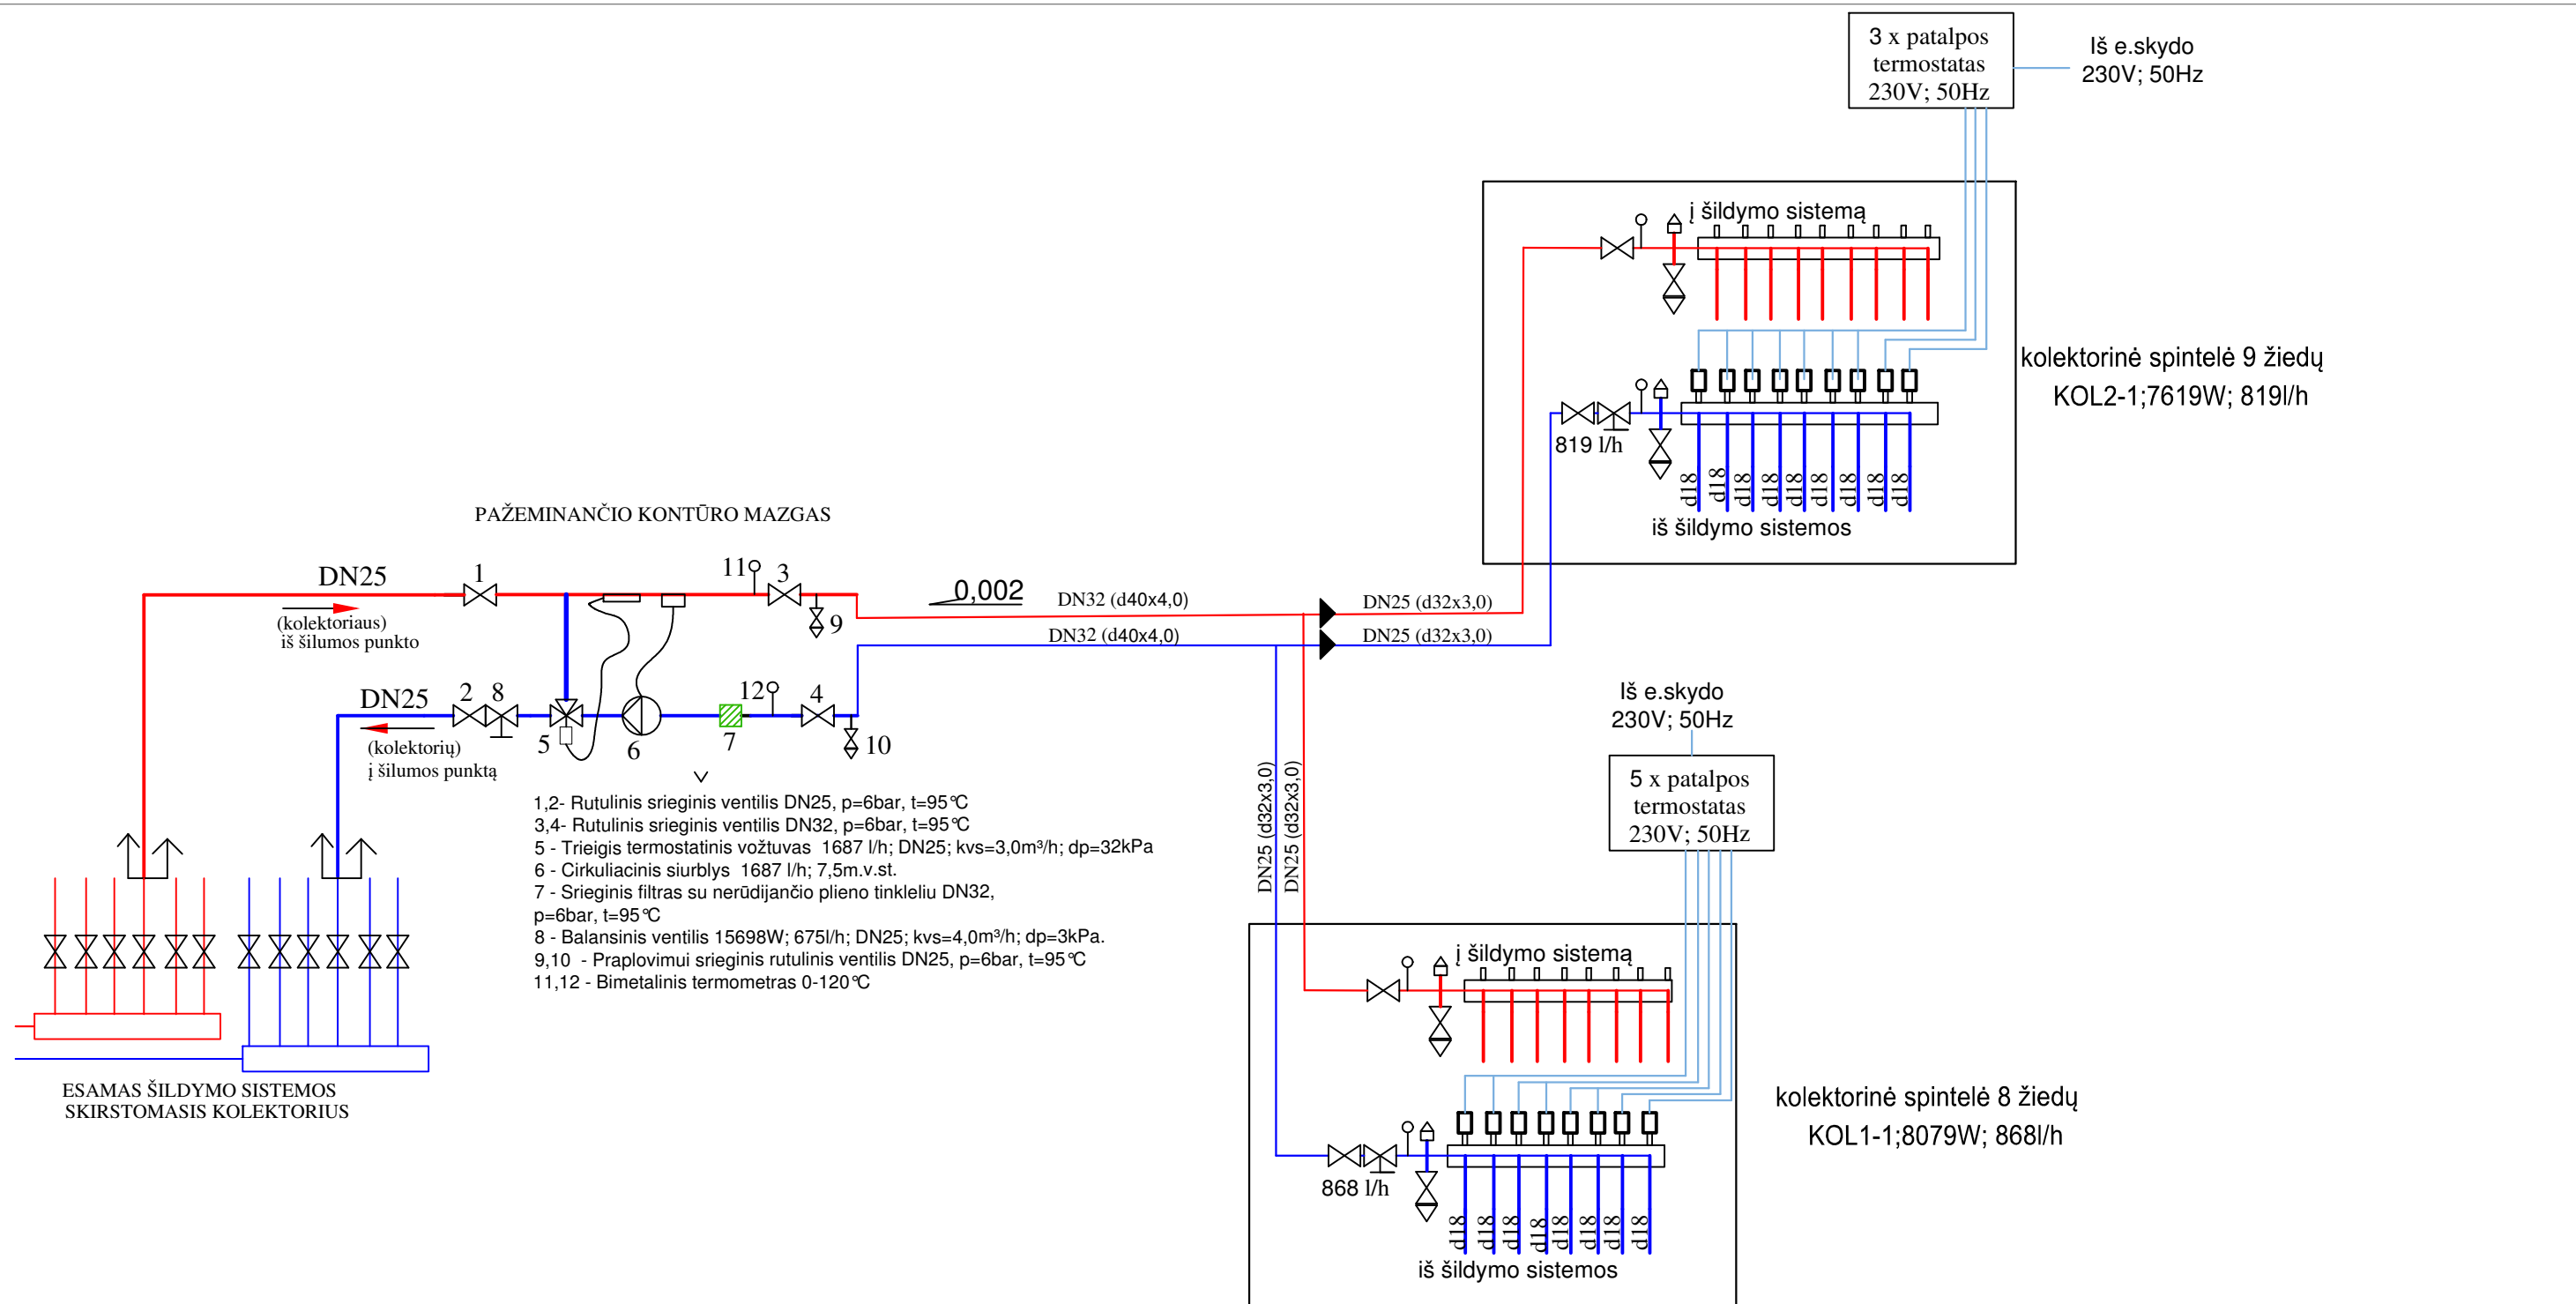 3 x patalpos
termostatas
230V; 50Hz
Iš e.skydo
230V; 50Hz
į šildymo sistemą
kolektorinė spintelė 9 žiedų
KOL2-1;7619W; 819l/h
819 l/h
d18
d18
d18
d18
d18
d18
d18
d18
d18
iš šildymo sistemos
PAŽEMINANČIO KONTŪRO MAZGAS
DN25
1
11
3
(kolektoriaus)
iš šilumos punkto
9
0,002
DN32 (d40x4,0)
DN25 (d32x3,0)
DN32 (d40x4,0)
DN25 (d32x3,0)
DN25
2
8
12
4
(kolektorių)
į šilumos punktą
5
6
7
10
1,2- Rutulinis srieginis ventilis DN25, p=6bar, t=95°C
3,4- Rutulinis srieginis ventilis DN32, p=6bar, t=95°C
5 - Trieigis termostatinis vožtuvas 1687 l/h; DN25; kvs=3,0m³/h; dp=32kPa
6 - Cirkuliacinis siurblys 1687 l/h; 7,5m.v.st.
7 - Srieginis filtras su nerūdijančio plieno tinkleliu DN32,
p=6bar, t=95°C
8 - Balansinis ventilis 15698W; 675l/h; DN25; kvs=4,0m³/h; dp=3kPa.
9,10 - Praplovimui srieginis rutulinis ventilis DN25, p=6bar, t=95°C
11,12 - Bimetalinis termometras 0-120°C
ESAMAS ŠILDYMO SISTEMOS
SKIRSTOMASIS KOLEKTORIUS
DN25 (d32x3,0)
DN25 (d32x3,0)
Iš e.skydo
230V; 50Hz
5 x patalpos
termostatas
230V; 50Hz
į šildymo sistemą
kolektorinė spintelė 8 žiedų
KOL1-1;8079W; 868l/h
868 l/h
d18
d18
d18
d18
d18
d18
d18
d18
iš šildymo sistemos